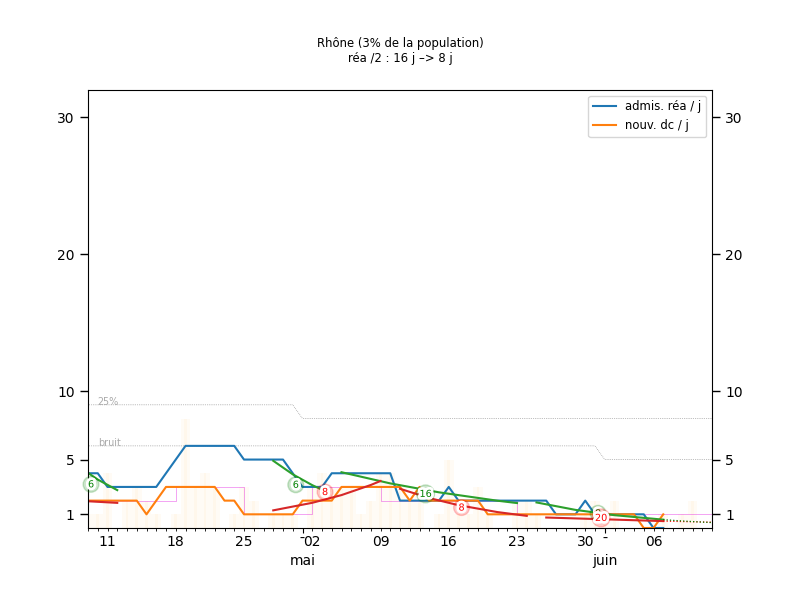 Rhône (3% de la population)
réa /2 : 16 j –> 8 j
admis. réa / j
nouv. dc / j
30 30
20 20
10 10
25%
bruit
5 5
6 6 8 16 8 20
1 1
11 18 25 02 09 16 23 30 06
mai juin